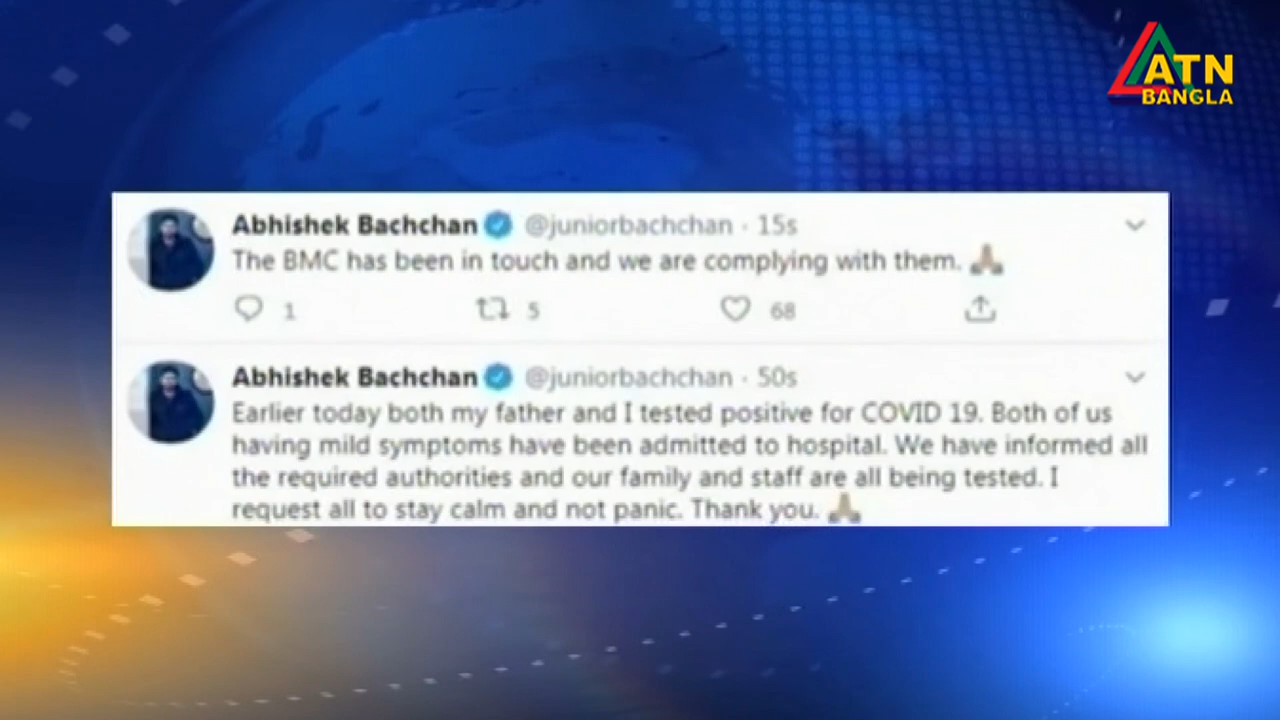 ATN
BANGLA
Abhishek Bachchan @juniorbachchan · 15s
The BMC has been in touch and we are complying with them. 🙏🏽
1 5 68
Abhishek Bachchan @juniorbachchan · 50s
Earlier today both my father and I tested positive for COVID 19. Both of us
having mild symptoms have been admitted to hospital. We have informed all
the required authorities and our family and staff are all being tested. I
request all to stay calm and not panic. Thank you. 🙏🏽